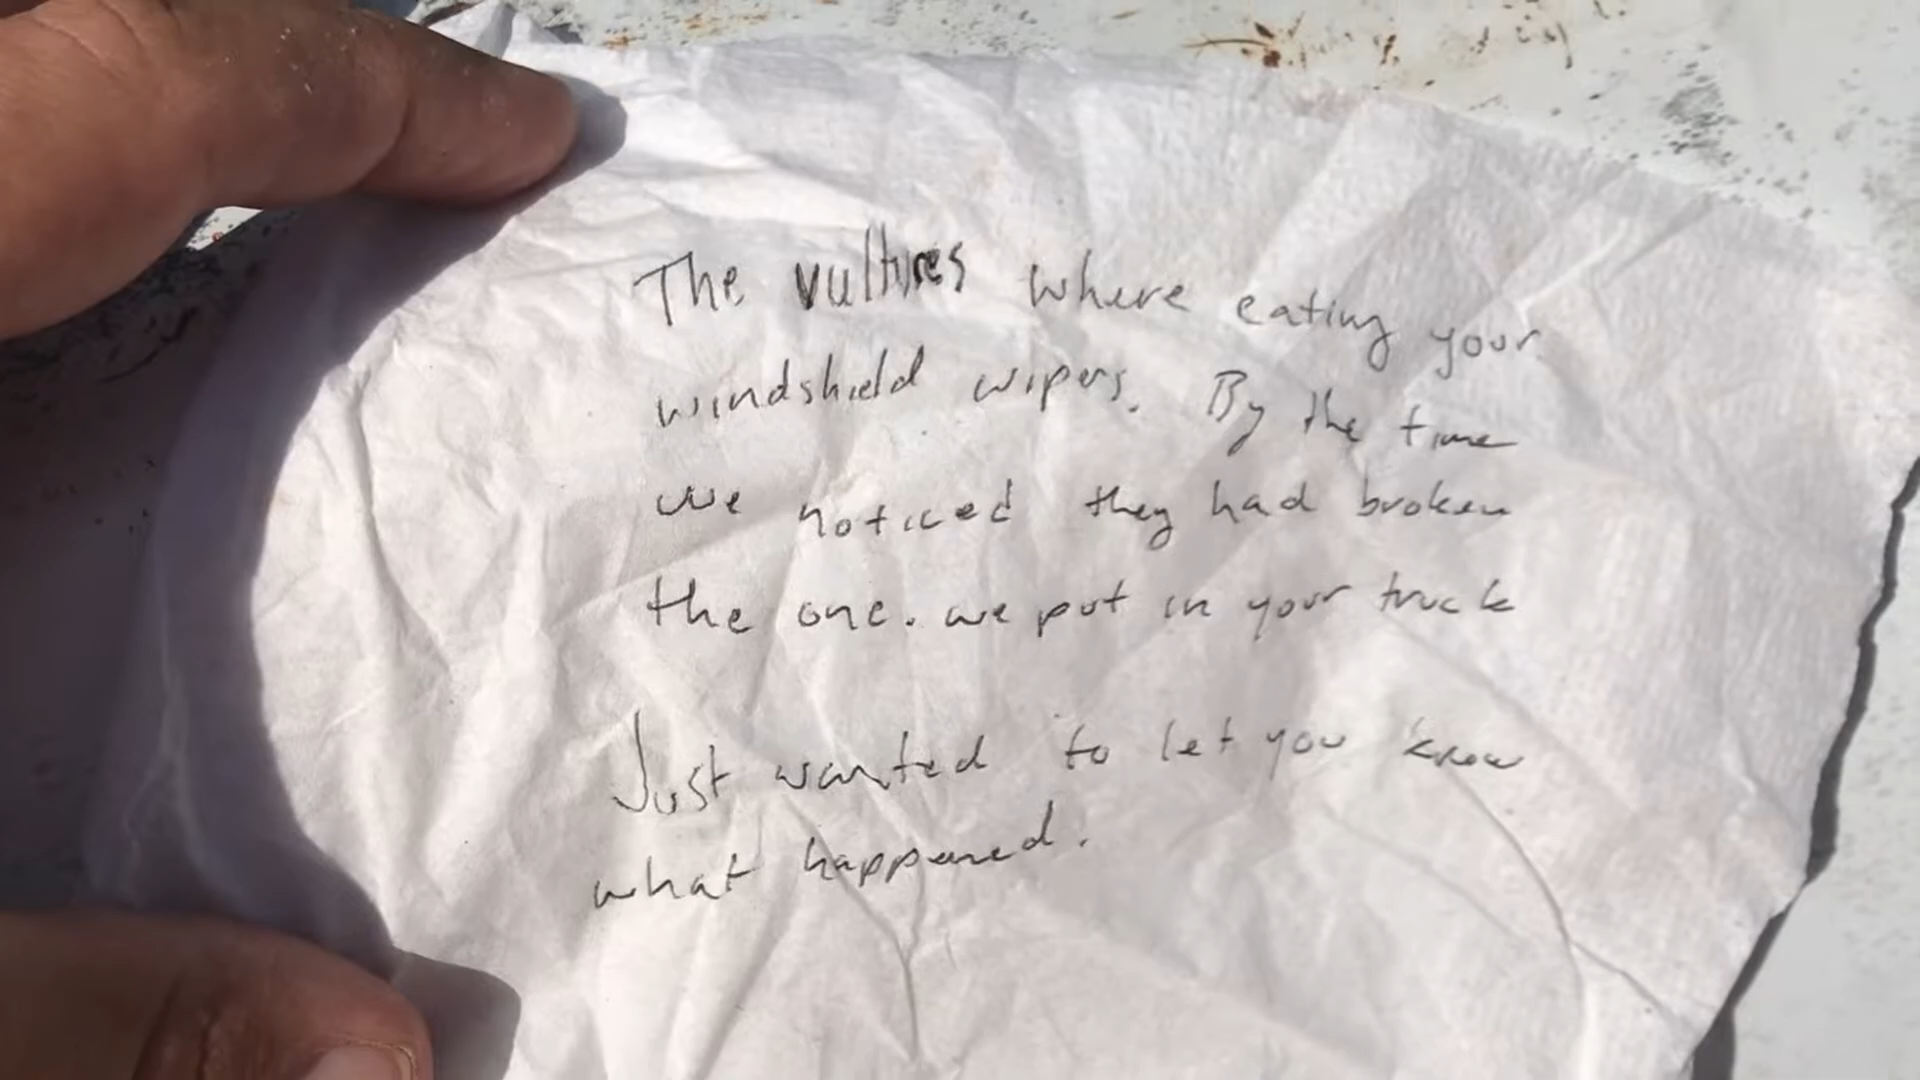 The vultures where eating your
windshield wipers. By the time
we noticed they had broken
the one. we put in your truck
Just wanted to let you know
what happened.